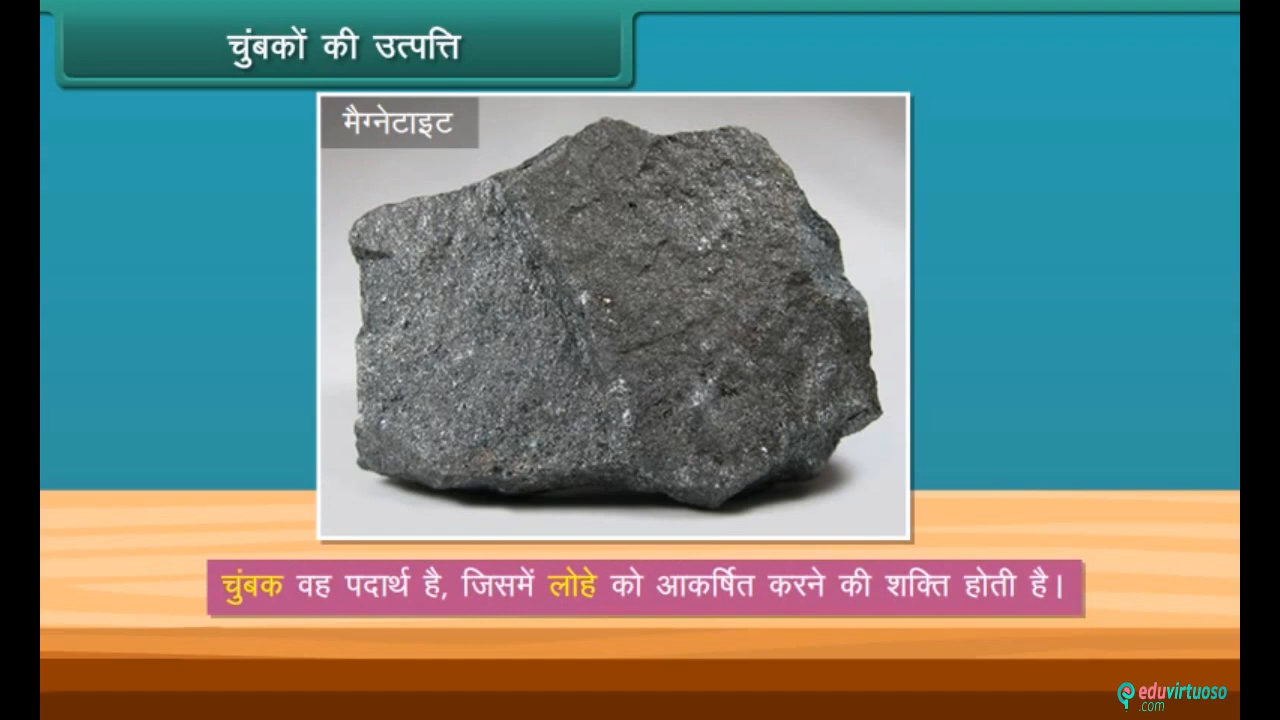 चुंबकों की उत्पत्ति
मैग्नेटाइट
चुंबक वह पदार्थ है, जिसमें लोहे को आकर्षित करने की शक्ति होती है।
eduvirtuoso
.com